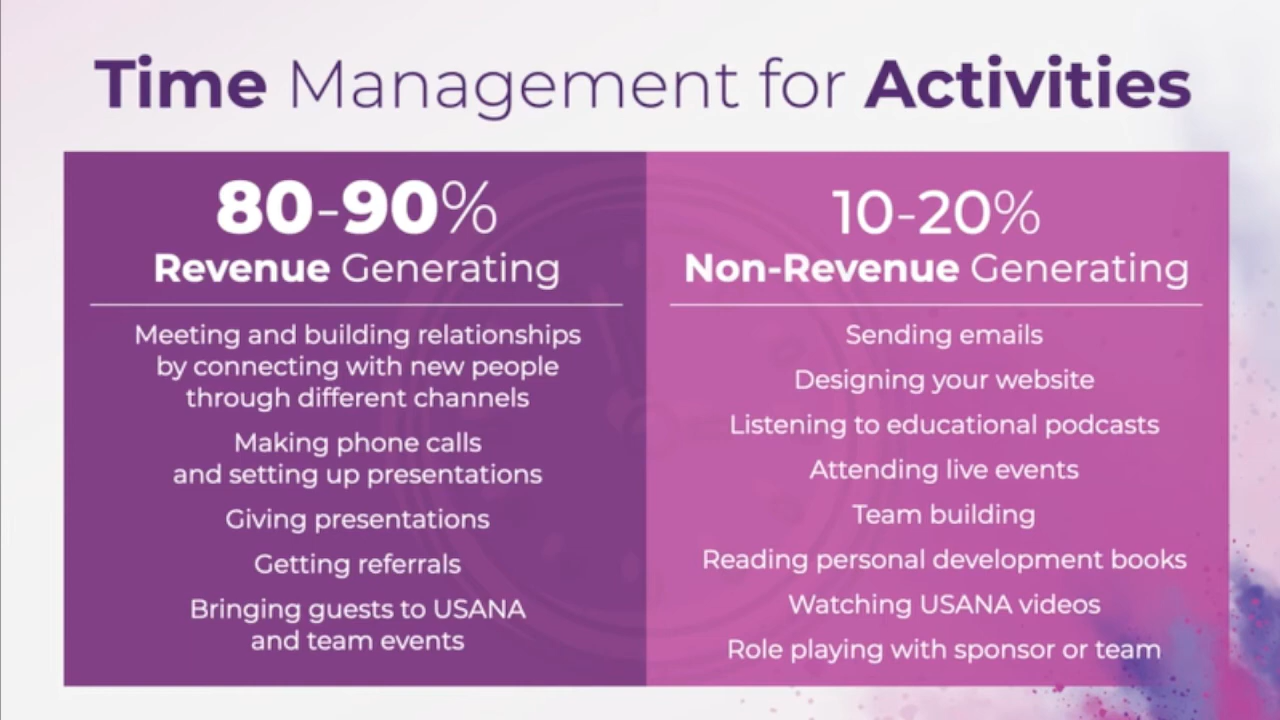 Time Management for Activities
80-90%
Revenue Generating
Meeting and building relationships
by connecting with new people
through different channels
Making phone calls
and setting up presentations
Giving presentations
Getting referrals
Bringing guests to USANA
and team events
10-20%
Non-Revenue Generating
Sending emails
Designing your website
Listening to educational podcasts
Attending live events
Team building
Reading personal development books
Watching USANA videos
Role playing with sponsor or team